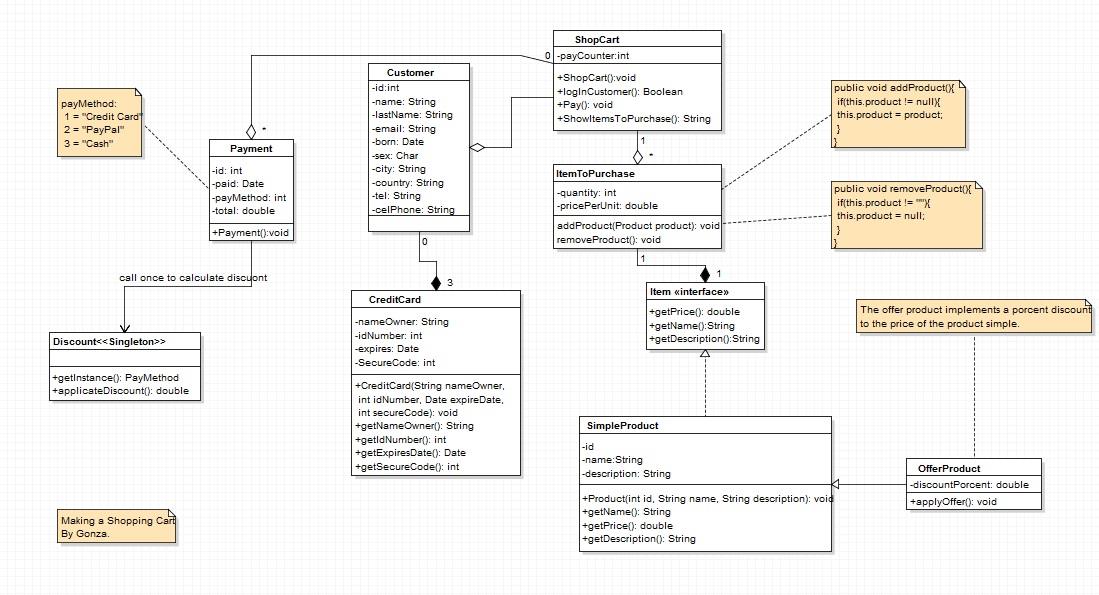 ShopCart
-payCounter:int
+ShopCart():void
+logInCustomer(): Boolean
+Pay(): void
+ShowItemsToPurchase(): String
0
1
*
Customer
-id:int
-name: String
-lastName: String
-email: String
-born: Date
-sex: Char
-city: String
-country: String
-tel: String
-celPhone: String
0
3
payMethod:
1 = "Credit Card"
2 = "PayPal"
3 = "Cash"
*
Payment
-id: int
-paid: Date
-payMethod: int
-total: double
+Payment():void
call once to calculate discuont
Discount<<Singleton>>
+getInstance(): PayMethod
+applicateDiscount(): double
CreditCard
-nameOwner: String
-idNumber: int
-expires: Date
-SecureCode: int
+CreditCard(String nameOwner,
int idNumber, Date expireDate,
int secureCode): void
+getNameOwner(): String
+getIdNumber(): int
+getExpiresDate(): Date
+getSecureCode(): int
ItemToPurchase
-quantity: int
-pricePerUnit: double
addProduct(Product product): void
removeProduct(): void
1
1
public void addProduct(){
if(this.product != null){
this.product = product;
}
}
public void removeProduct(){
if(this.product != ""){
this.product = null;
}
}
Item «interface»
+getPrice(): double
+getName():String
+getDescription():String
The offer product implements a porcent discount
to the price of the product simple.
SimpleProduct
-id
-name:String
-description: String
+Product(int id, String name, String description): void
+getName(): String
+getPrice(): double
+getDescription(): String
OfferProduct
-discountPorcent: double
+applyOffer(): void
Making a Shopping Cart
By Gonza.